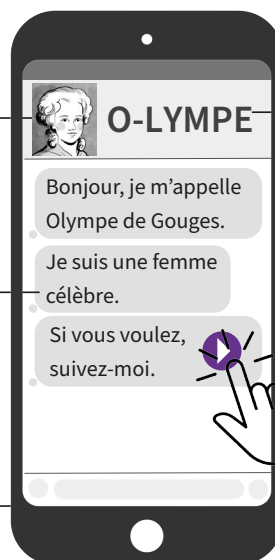 O-LYMPE
Bonjour, je m’appelle
Olympe de Gouges.
Je suis une femme
célèbre.
Si vous voulez,
suivez-moi.